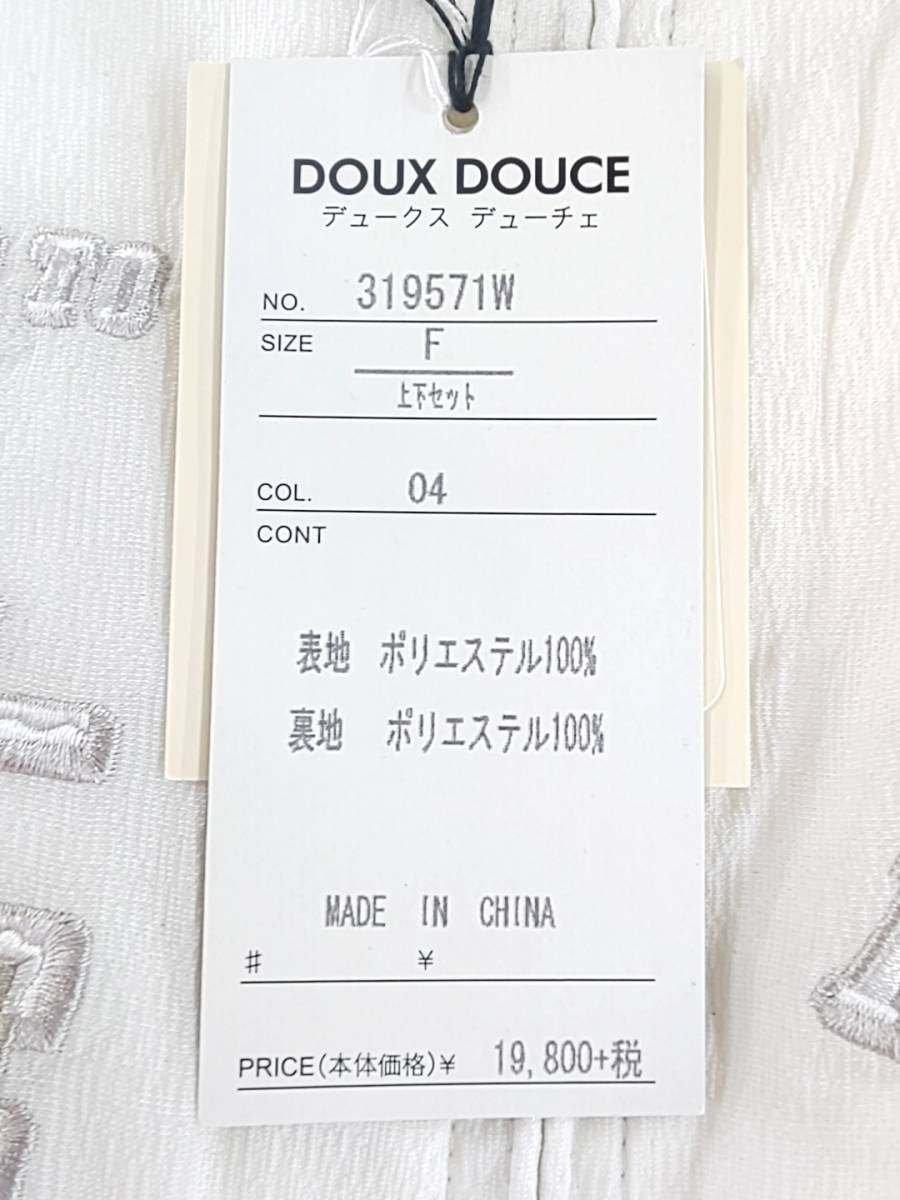 DOUX DOUCE
デュークス デューチェ
NO. 319571W
SIZE F
上下セット
COL. 04
CONT
表地 ポリエステル100%
裏地 ポリエステル100%
MADE IN CHINA
# ¥
PRICE(本体価格)¥ 19,800+税